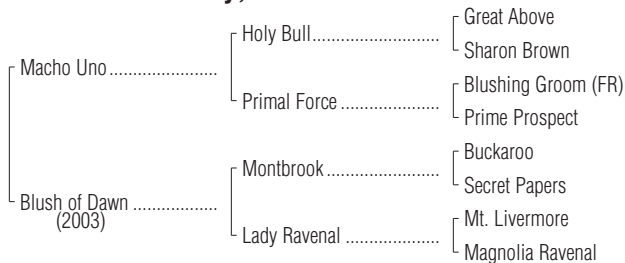 Great Above
Holy Bull
Sharon Brown
Macho Uno
Blushing Groom (FR)
Primal Force
Prime Prospect
Buckaroo
Montbrook
Secret Papers
Blush of Dawn
(2003)
Mt. Livermore
Lady Ravenal
Magnolia Ravenal